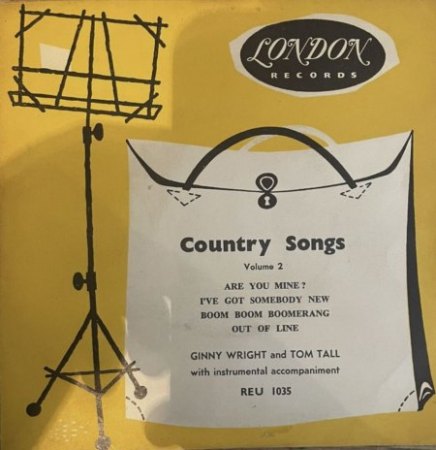 LONDON
RECORDS
Country Songs
Volume 2
ARE YOU MINE?
I'VE GOT SOMEBODY NEW
BOOM BOOM BOOMERANG
OUT OF LINE
GINNY WRIGHT and TOM TALL
with instrumental accompaniment
REU 1035